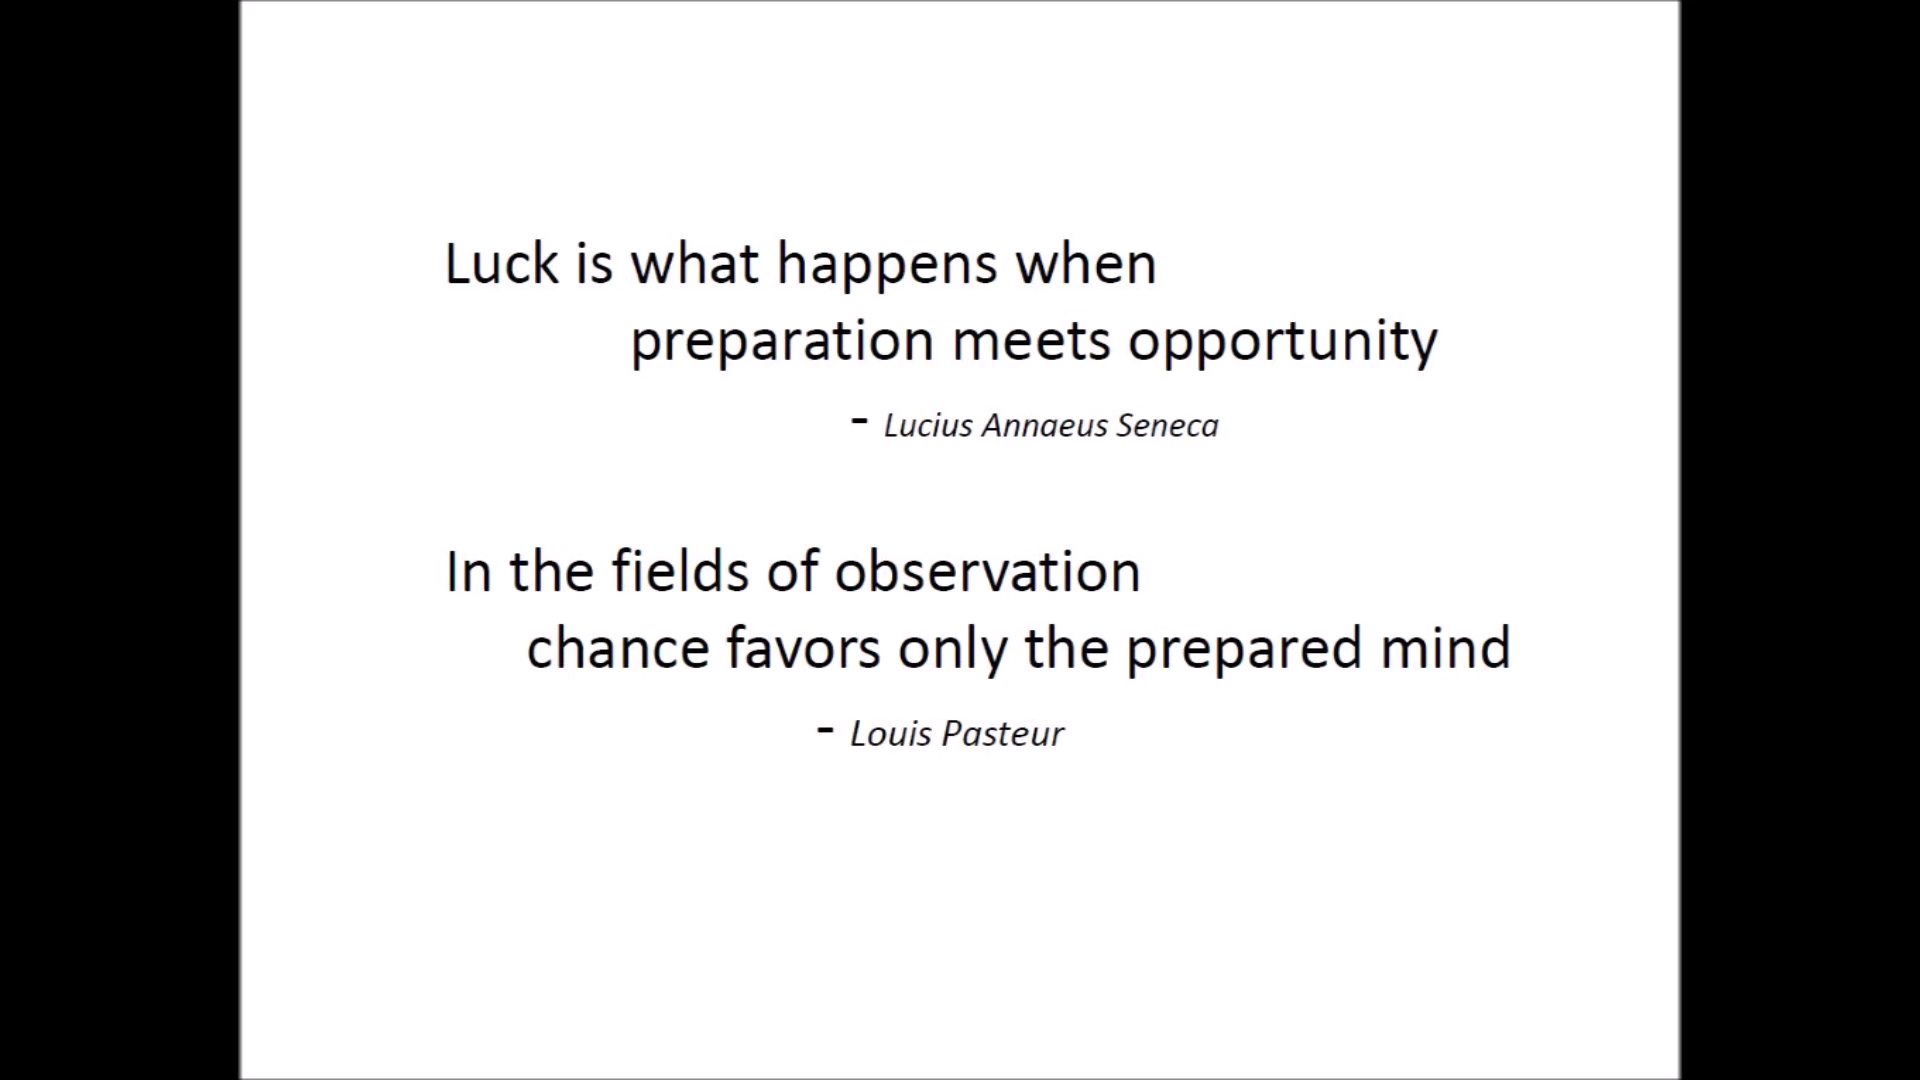 Luck is what happens when
preparation meets opportunity
- Lucius Annaeus Seneca
In the fields of observation
chance favors only the prepared mind
- Louis Pasteur